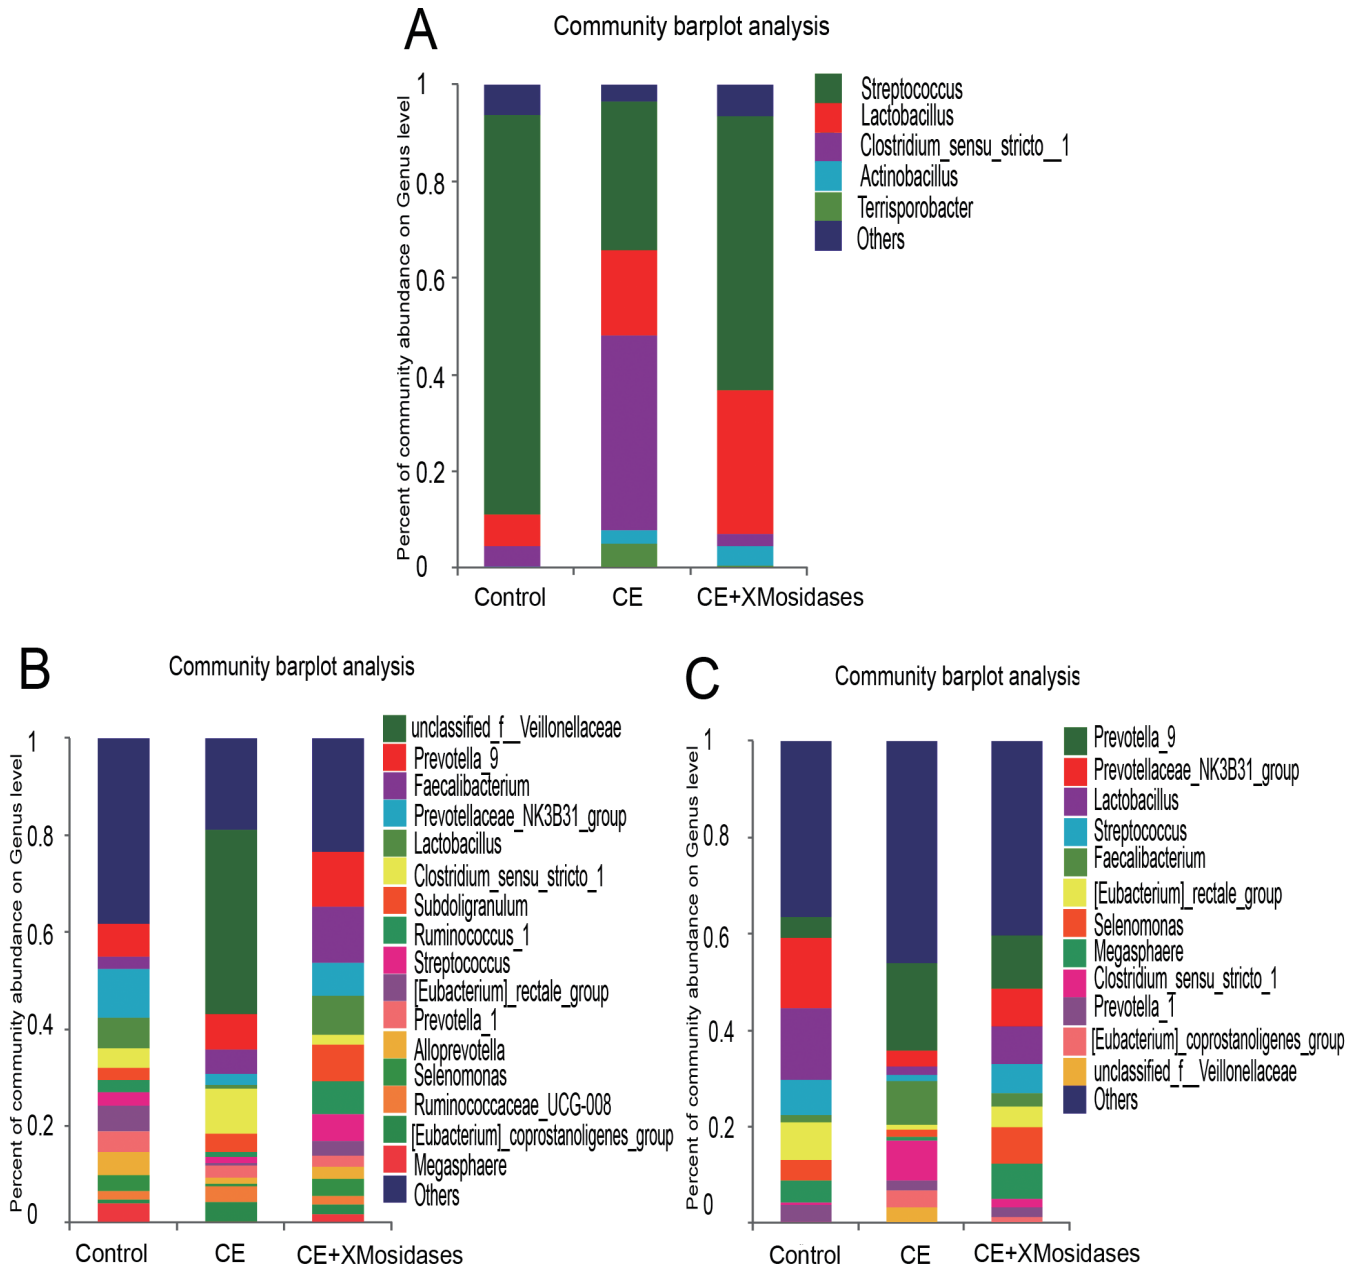 A
Community barplot analysis
Percent of community abundance on Genus level
1
0.8
0.6
0.4
0.2
0
Control
CE
CE+XMosidases
Streptococcus
Lactobacillus
Clostridium_sensu_stricto__1
Actinobacillus
Terrisporobacter
Others
B
Community barplot analysis
Percent of community abundance on Genus level
1
0.8
0.6
0.4
0.2
0
Control
CE
CE+XMosidases
unclassified_f__Veillonellaceae
Prevotella_9
Faecalibacterium
Prevotellaceae_NK3B31_group
Lactobacillus
Clostridium_sensu_stricto_1
Subdoligranulum
Ruminococcus_1
Streptococcus
[Eubacterium]_rectale_group
Prevotella_1
Alloprevotella
Selenomonas
Ruminococcaceae_UCG-008
[Eubacterium]_coprostanoligenes_group
Megasphaere
Others
C
Community barplot analysis
Percent of community abundance on Genus level
1
0.8
0.6
0.4
0.2
0
Control
CE
CE+XMosidases
Prevotella_9
Prevotellaceae_NK3B31_group
Lactobacillus
Streptococcus
Faecalibacterium
[Eubacterium]_rectale_group
Selenomonas
Megasphaere
Clostridium_sensu_stricto_1
Prevotella_1
[Eubacterium]_coprostanoligenes_group
unclassified_f__Veillonellaceae
Others